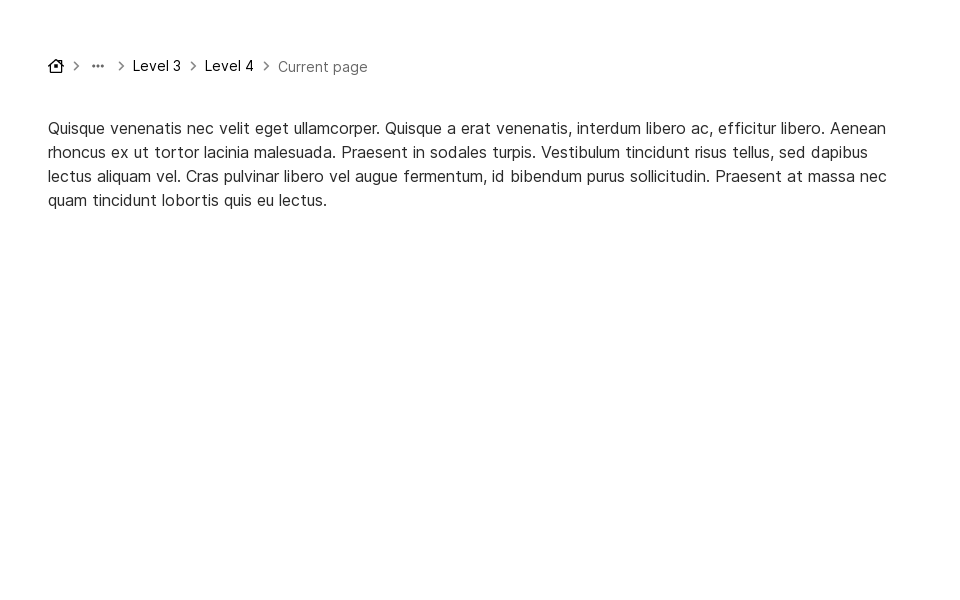 Level 3 Level 4 Current page
Quisque venenatis nec velit eget ullamcorper. Quisque a erat venenatis, interdum libero ac, efficitur libero. Aenean
rhoncus ex ut tortor lacinia malesuada. Praesent in sodales turpis. Vestibulum tincidunt risus tellus, sed dapibus
lectus aliquam vel. Cras pulvinar libero vel augue fermentum, id bibendum purus sollicitudin. Praesent at massa nec
quam tincidunt lobortis quis eu lectus.